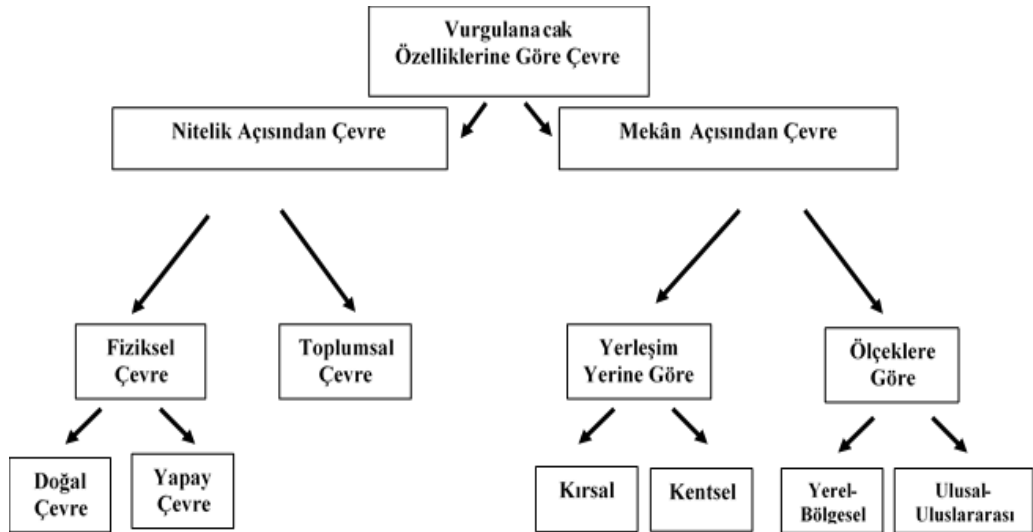 Vurgulanacak
Özelliklerine Göre Çevre
Nitelik Açısından Çevre
Mekân Açısından Çevre
Fiziksel
Çevre
Toplumsal
Çevre
Yerleşim
Yerine Göre
Ölçeklere
Göre
Doğal
Çevre
Yapay
Çevre
Kırsal
Kentsel
Yerel-
Bölgesel
Ulusal-
Uluslararası